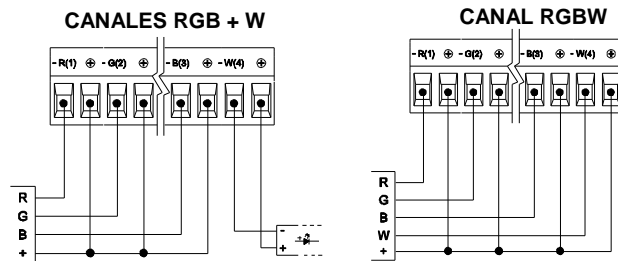 CANALES RGB + W
- R(1) ⊕ - G(2) ⊕ - B(3) ⊕ - W(4) ⊕
R
G
B
+
-
+
CANAL RGBW
- R(1) ⊕ - G(2) ⊕ - B(3) ⊕ - W(4) ⊕
R
G
B
W
+